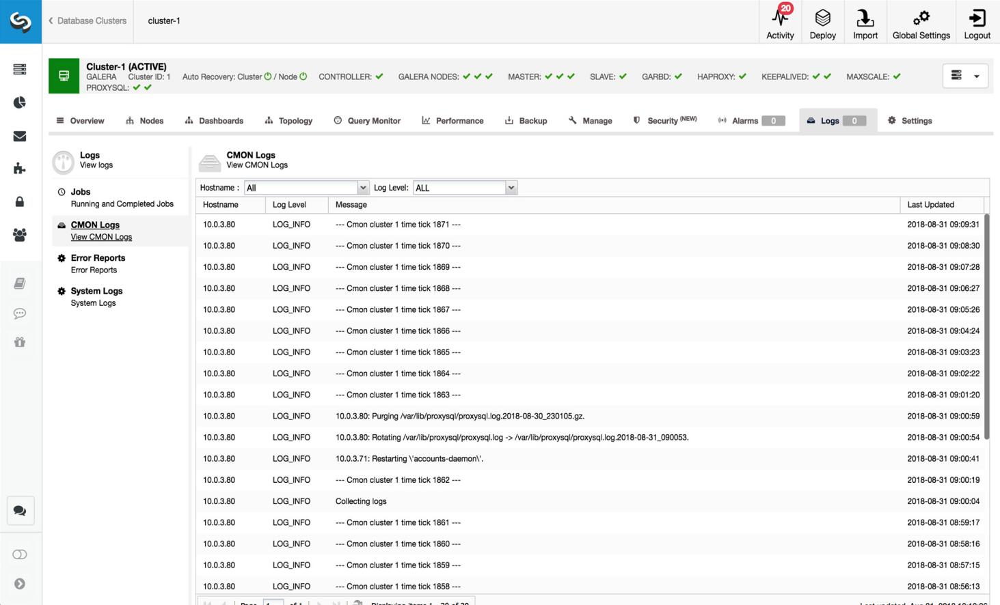 Database Clusters
cluster-1
20
Activity
Deploy
Import
Global Settings
Logout
Cluster-1 (ACTIVE)
GALERA Cluster ID: 1 Auto Recovery: Cluster / Node CONTROLLER: GALERA NODES: MASTER: SLAVE: GARBD: HAPROXY: KEEPALIVED: MAXSCALE:
PROXYSQL:
Overview Nodes Dashboards Topology Query Monitor Performance Backup Manage Security (NEW) Alarms 0 Logs 0 Settings
Logs
View logs
Jobs
Running and Completed Jobs
CMON Logs
View CMON Logs
Error Reports
Error Reports
System Logs
System Logs
CMON Logs
View CMON Logs
Hostname : All Log Level: ALL
Hostname Log Level Message Last Updated
10.0.3.80 LOG_INFO --- Cmon cluster 1 time tick 1871 --- 2018-08-31 09:09:31
10.0.3.80 LOG_INFO --- Cmon cluster 1 time tick 1870 --- 2018-08-31 09:08:30
10.0.3.80 LOG_INFO --- Cmon cluster 1 time tick 1869 --- 2018-08-31 09:07:28
10.0.3.80 LOG_INFO --- Cmon cluster 1 time tick 1868 --- 2018-08-31 09:06:27
10.0.3.80 LOG_INFO --- Cmon cluster 1 time tick 1867 --- 2018-08-31 09:05:26
10.0.3.80 LOG_INFO --- Cmon cluster 1 time tick 1866 --- 2018-08-31 09:04:24
10.0.3.80 LOG_INFO --- Cmon cluster 1 time tick 1865 --- 2018-08-31 09:03:23
10.0.3.80 LOG_INFO --- Cmon cluster 1 time tick 1864 --- 2018-08-31 09:02:22
10.0.3.80 LOG_INFO --- Cmon cluster 1 time tick 1863 --- 2018-08-31 09:01:20
10.0.3.80 LOG_INFO 10.0.3.80: Purging /var/lib/proxysql/proxysql.log.2018-08-30_230105.gz. 2018-08-31 09:00:59
10.0.3.80 LOG_INFO 10.0.3.80: Rotating /var/lib/proxysql/proxysql.log -> /var/lib/proxysql/proxysql.log.2018-08-31_090053. 2018-08-31 09:00:54
10.0.3.80 LOG_INFO 10.0.3.71: Restarting \'accounts-daemon\'. 2018-08-31 09:00:41
10.0.3.80 LOG_INFO --- Cmon cluster 1 time tick 1862 --- 2018-08-31 09:00:19
10.0.3.80 LOG_INFO Collecting logs 2018-08-31 09:00:04
10.0.3.80 LOG_INFO --- Cmon cluster 1 time tick 1861 --- 2018-08-31 08:59:17
10.0.3.80 LOG_INFO --- Cmon cluster 1 time tick 1860 --- 2018-08-31 08:58:16
10.0.3.80 LOG_INFO --- Cmon cluster 1 time tick 1859 --- 2018-08-31 08:57:15
10.0.3.80 LOG_INFO --- Cmon cluster 1 time tick 1858 --- 2018-08-31 08:56:13
Page 1 of 1 Displaying items 1